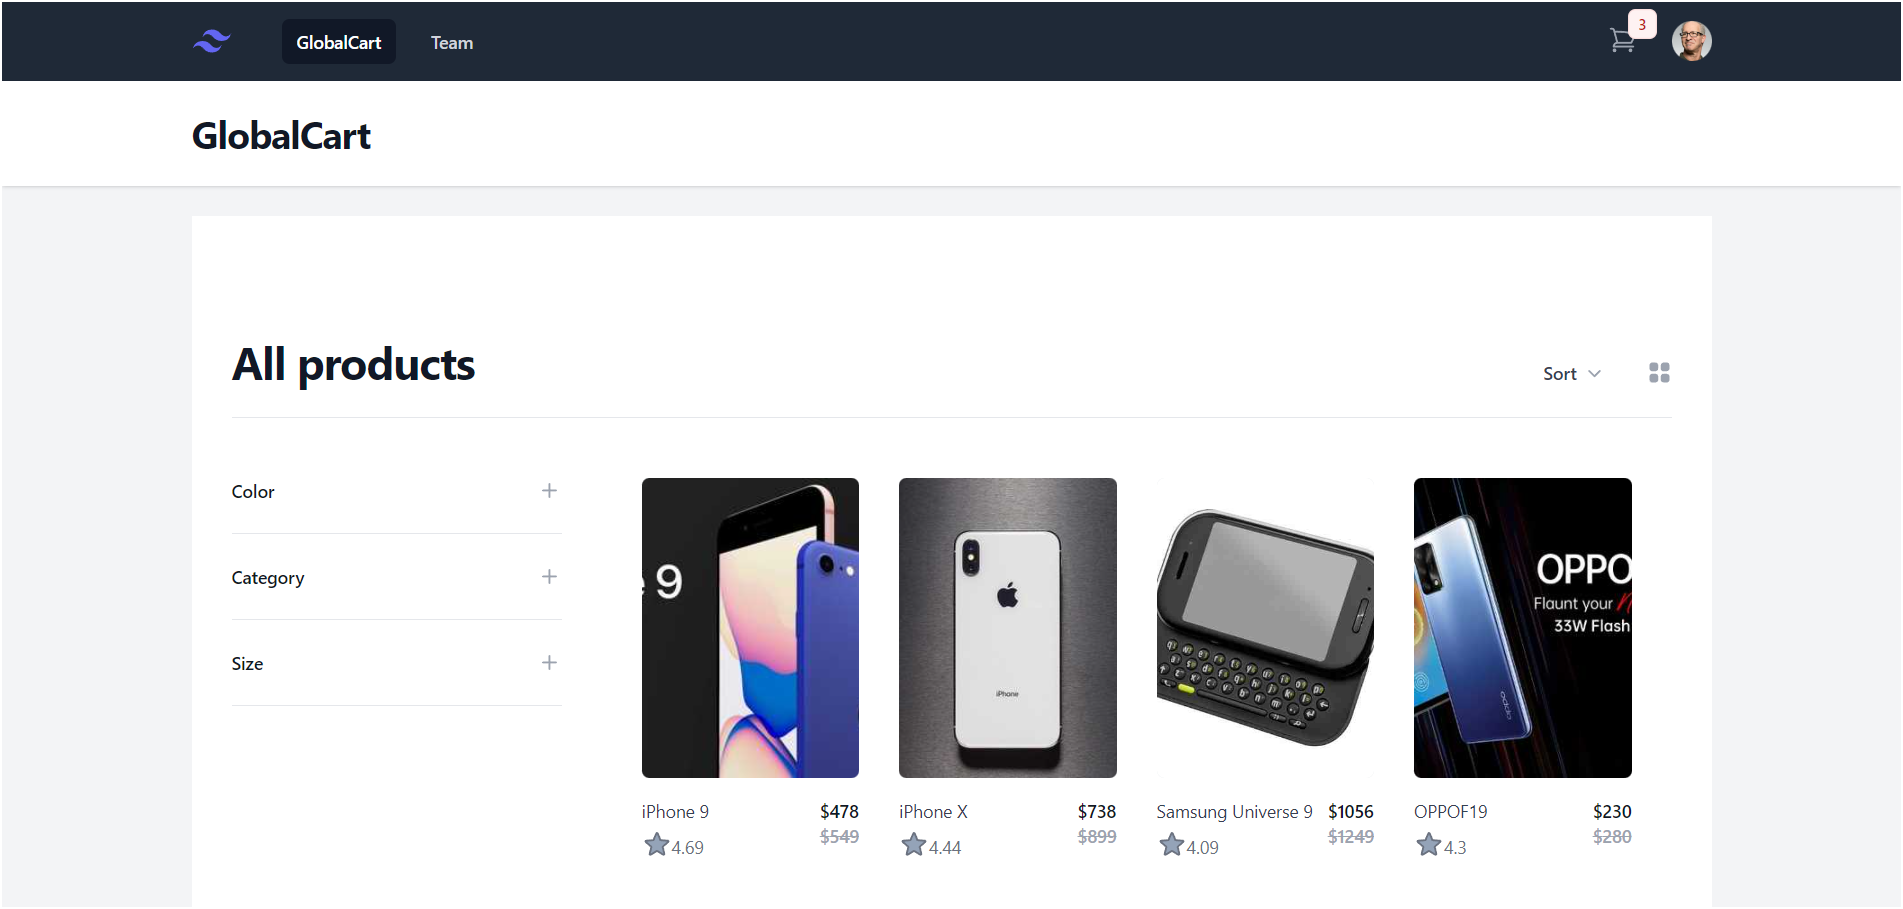 GlobalCart
Team
3
GlobalCart
All products
Sort
Color
Category
Size
9
iPhone
OPPO
Flaunt your
33W Flash
oppo
iPhone 9
$478
$549
4.69
iPhone X
$738
$899
4.44
Samsung Universe 9
$1056
$1249
4.09
OPPOF19
$230
$280
4.3